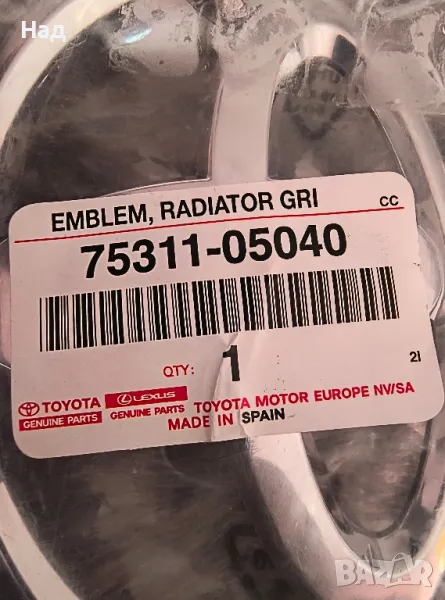 Над
EMBLEM, RADIATOR GRI
CC
75311-05040
QTY: 1
2I
TOYOTA
GENUINE PARTS
LEXUS
GENUINE PARTS
TOYOTA MOTOR EUROPE NV/SA
MADE IN SPAIN
BAZAR